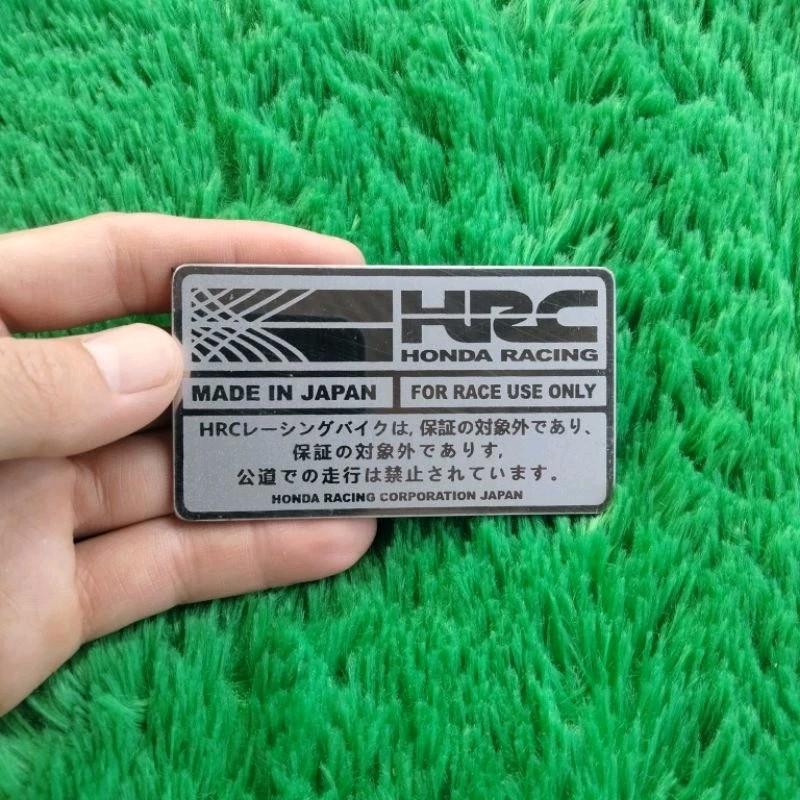 HRC
HONDA RACING
MADE IN JAPAN
FOR RACE USE ONLY
HRCレーシングバイクは, 保証の対象外であり、
保証の対象外でありす,
公道での走行は禁止されています。
HONDA RACING CORPORATION JAPAN